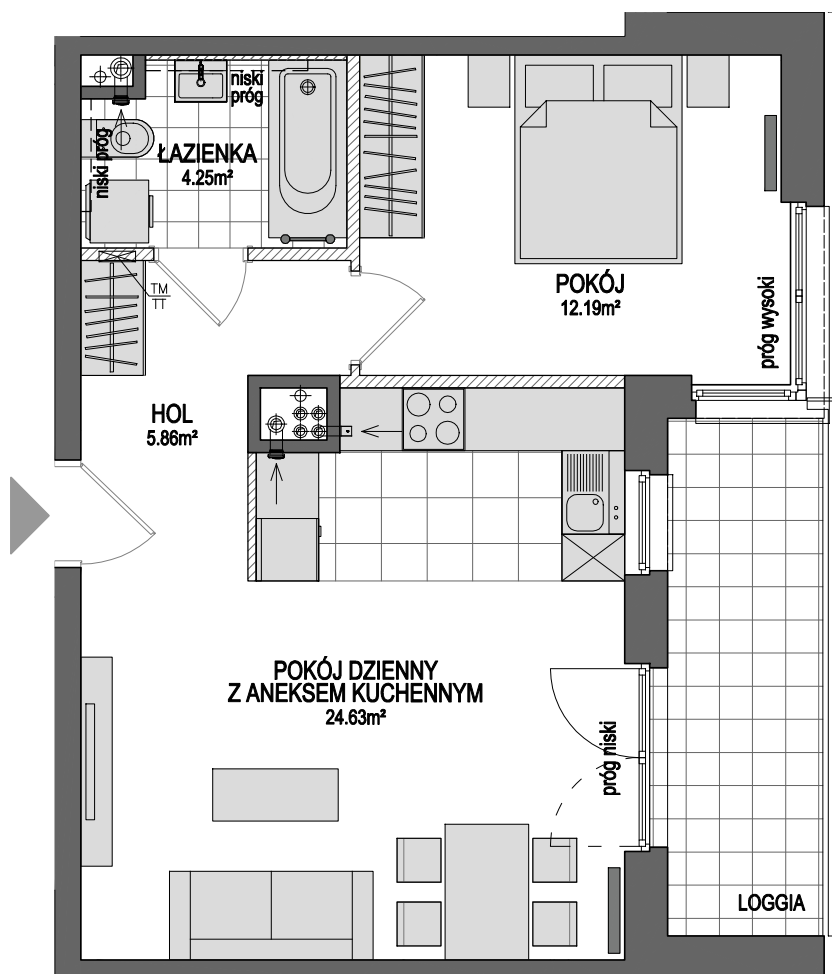 niski
próg
niski próg
ŁAZIENKA
4.25m²
POKÓJ
12.19m²
próg wysoki
TM
TT
HOL
5.86m²
POKÓJ DZIENNY
Z ANEKSEM KUCHENNYM
24.63m²
próg niski
LOGGIA